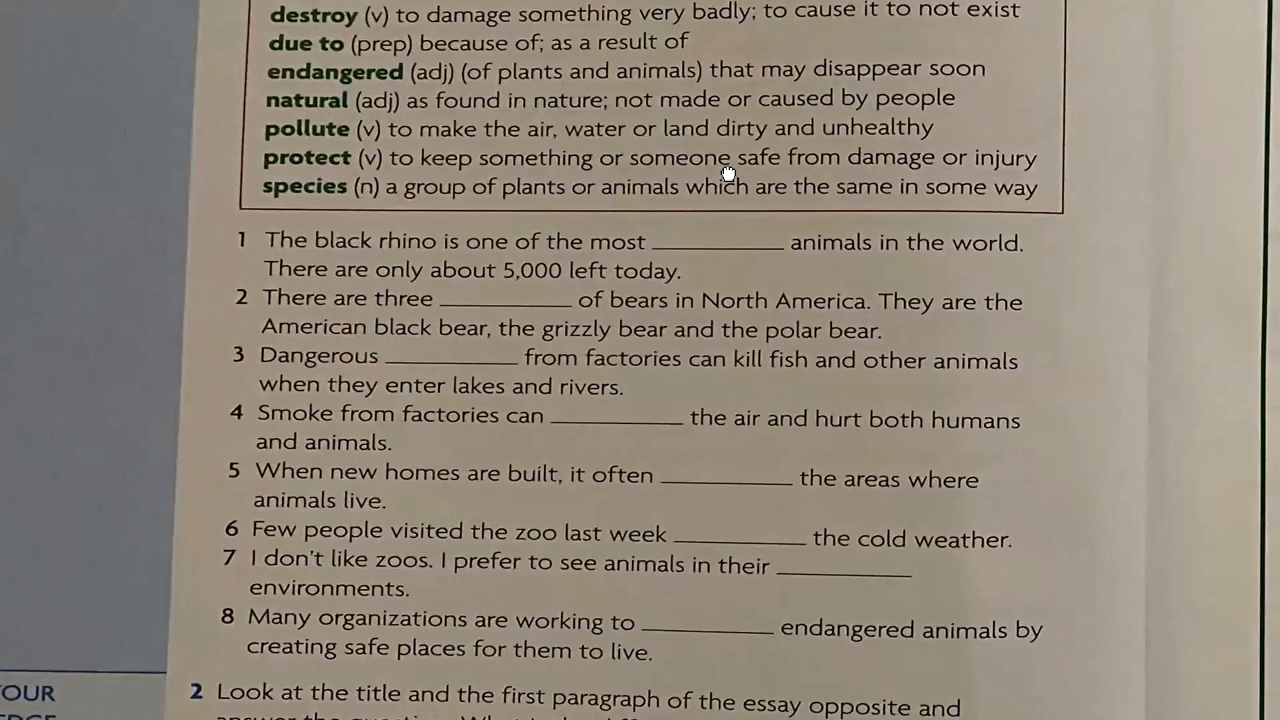 destroy (v) to damage something very badly; to cause it to not exist
due to (prep) because of; as a result of
endangered (adj) (of plants and animals) that may disappear soon
natural (adj) as found in nature; not made or caused by people
pollute (v) to make the air, water or land dirty and unhealthy
protect (v) to keep something or someone safe from damage or injury
species (n) a group of plants or animals which are the same in some way
1 The black rhino is one of the most __________ animals in the world.
There are only about 5,000 left today.
2 There are three __________ of bears in North America. They are the
American black bear, the grizzly bear and the polar bear.
3 Dangerous __________ from factories can kill fish and other animals
when they enter lakes and rivers.
4 Smoke from factories can __________ the air and hurt both humans
and animals.
5 When new homes are built, it often __________ the areas where
animals live.
6 Few people visited the zoo last week __________ the cold weather.
7 I don't like zoos. I prefer to see animals in their __________
environments.
8 Many organizations are working to __________ endangered animals by
creating safe places for them to live.
2 Look at the title and the first paragraph of the essay opposite and
OUR